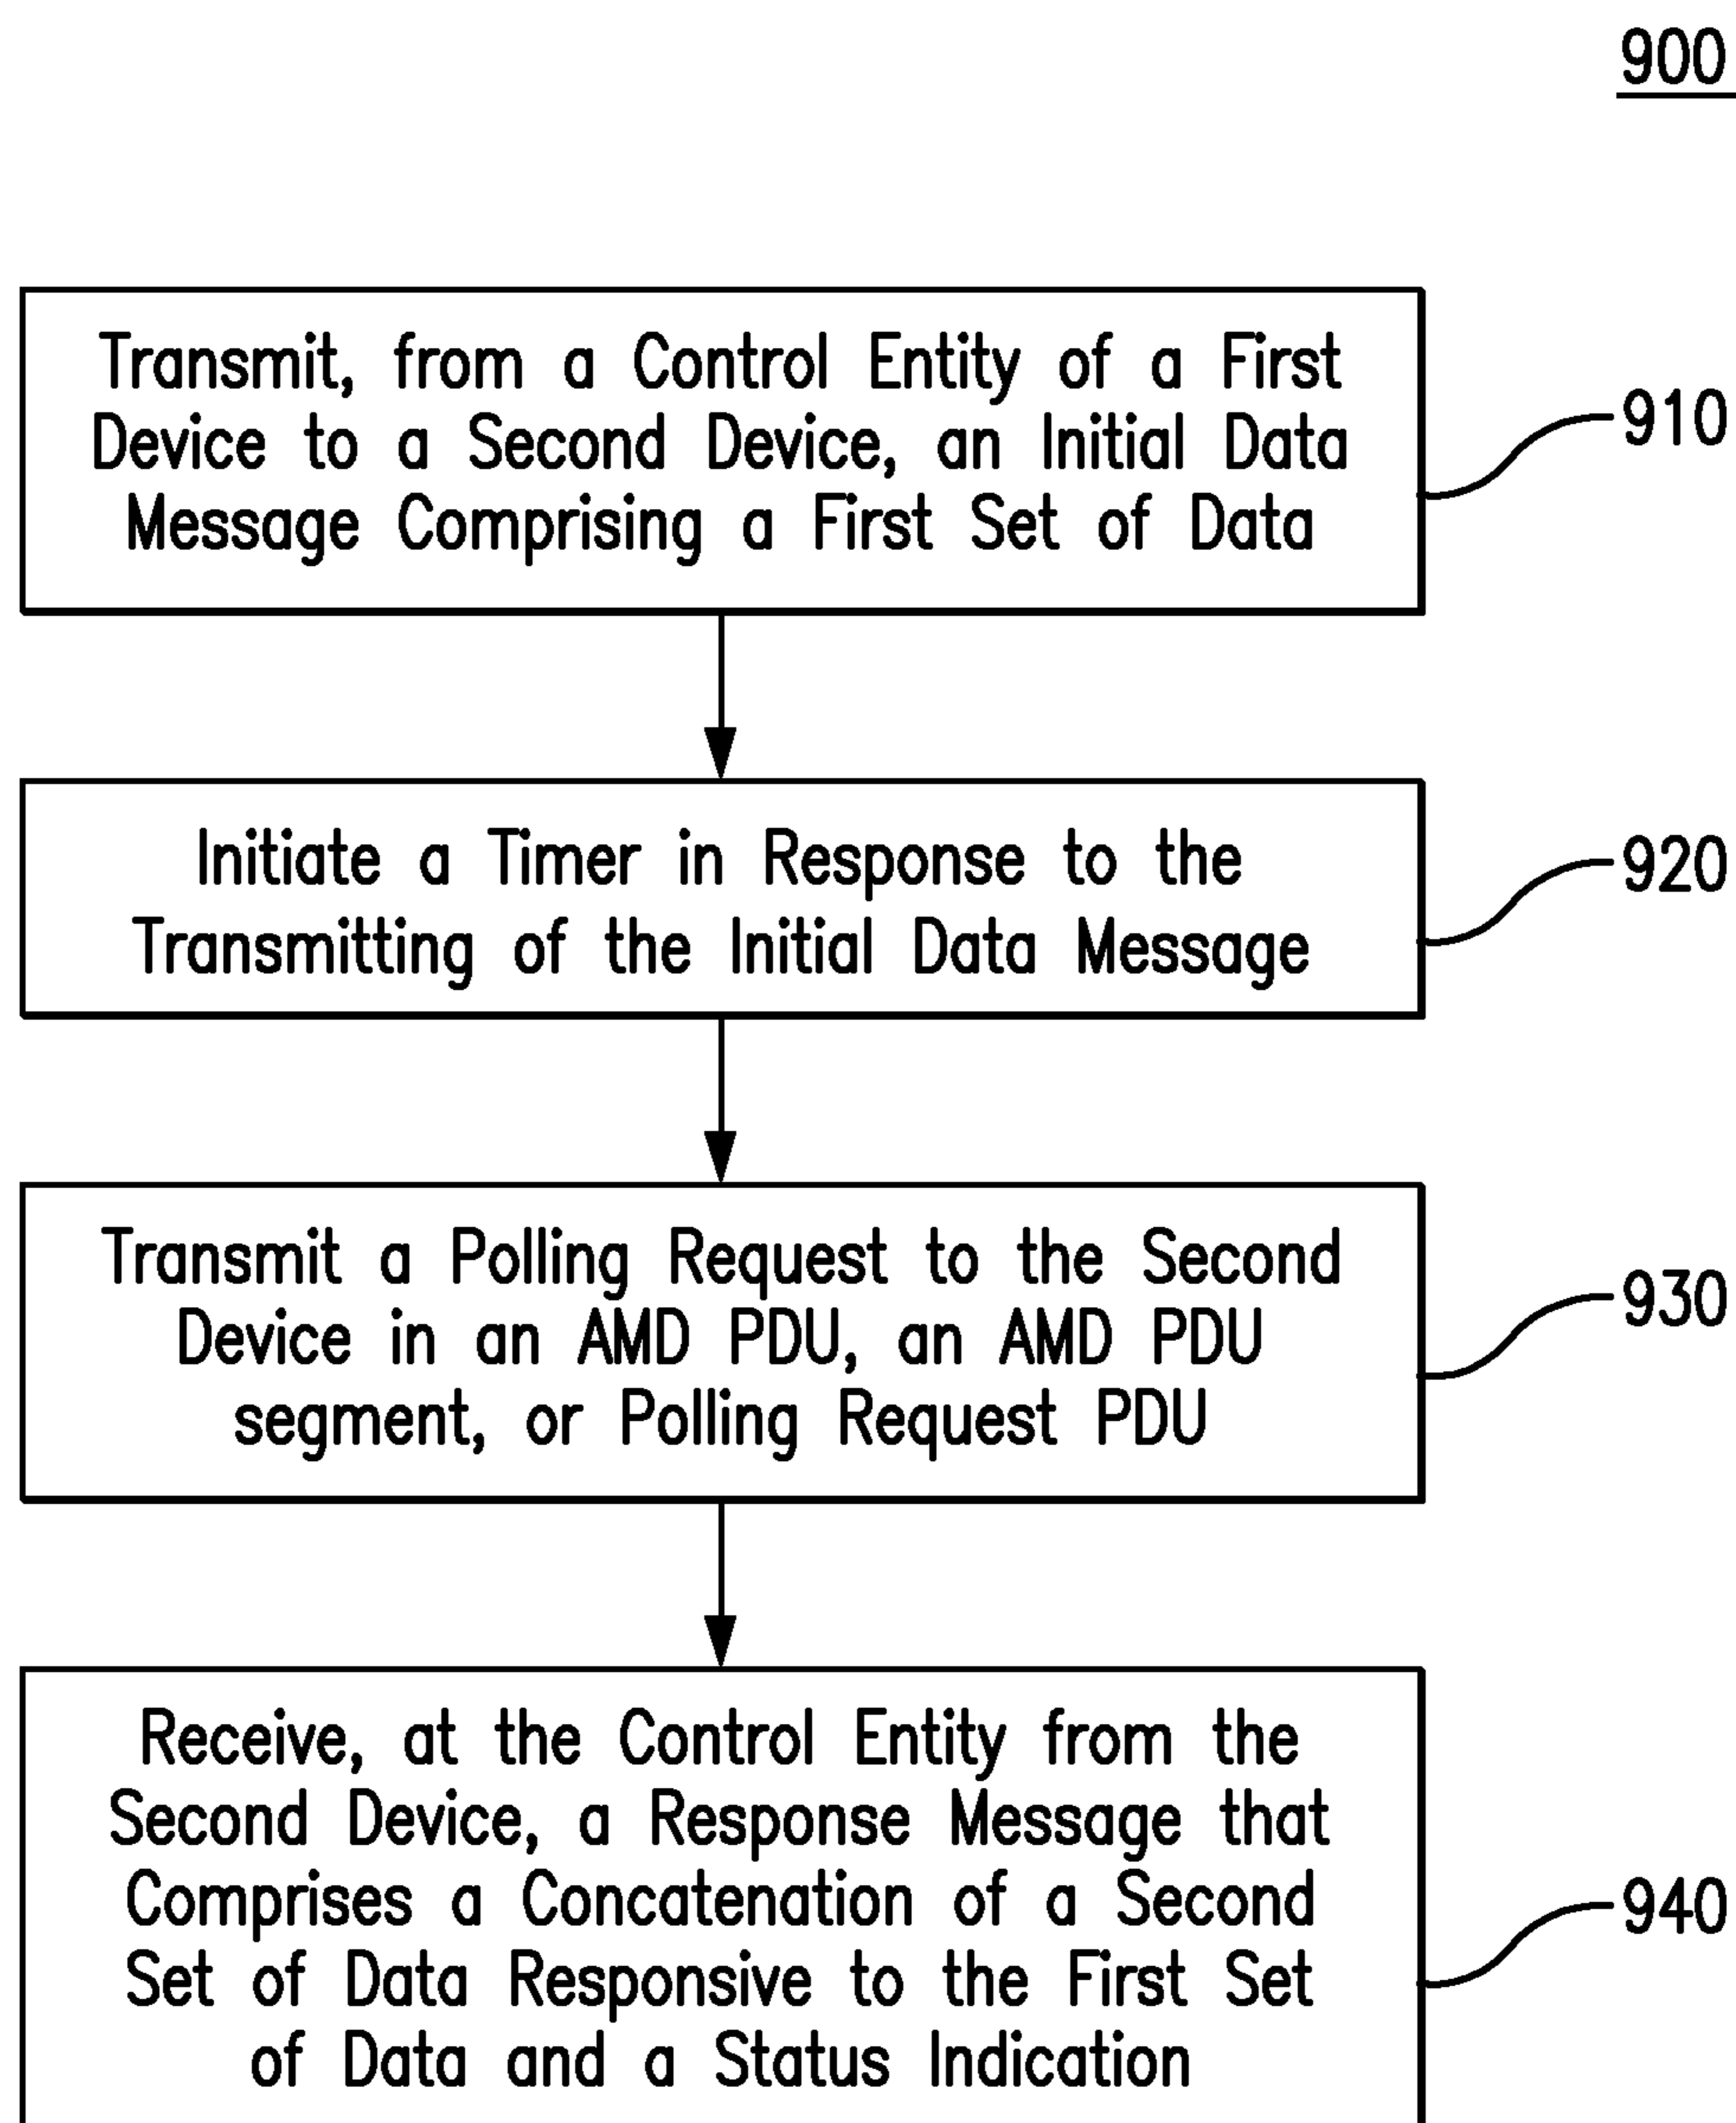 900
Transmit, from a Control Entity of a First
Device to a Second Device, an Initial Data
Message Comprising a First Set of Data
910
Initiate a Timer in Response to the
Transmitting of the Initial Data Message
920
Transmit a Polling Request to the Second
Device in an AMD PDU, an AMD PDU
segment, or Polling Request PDU
930
Receive, at the Control Entity from the
Second Device, a Response Message that
Comprises a Concatenation of a Second
Set of Data Responsive to the First Set
of Data and a Status Indication
940